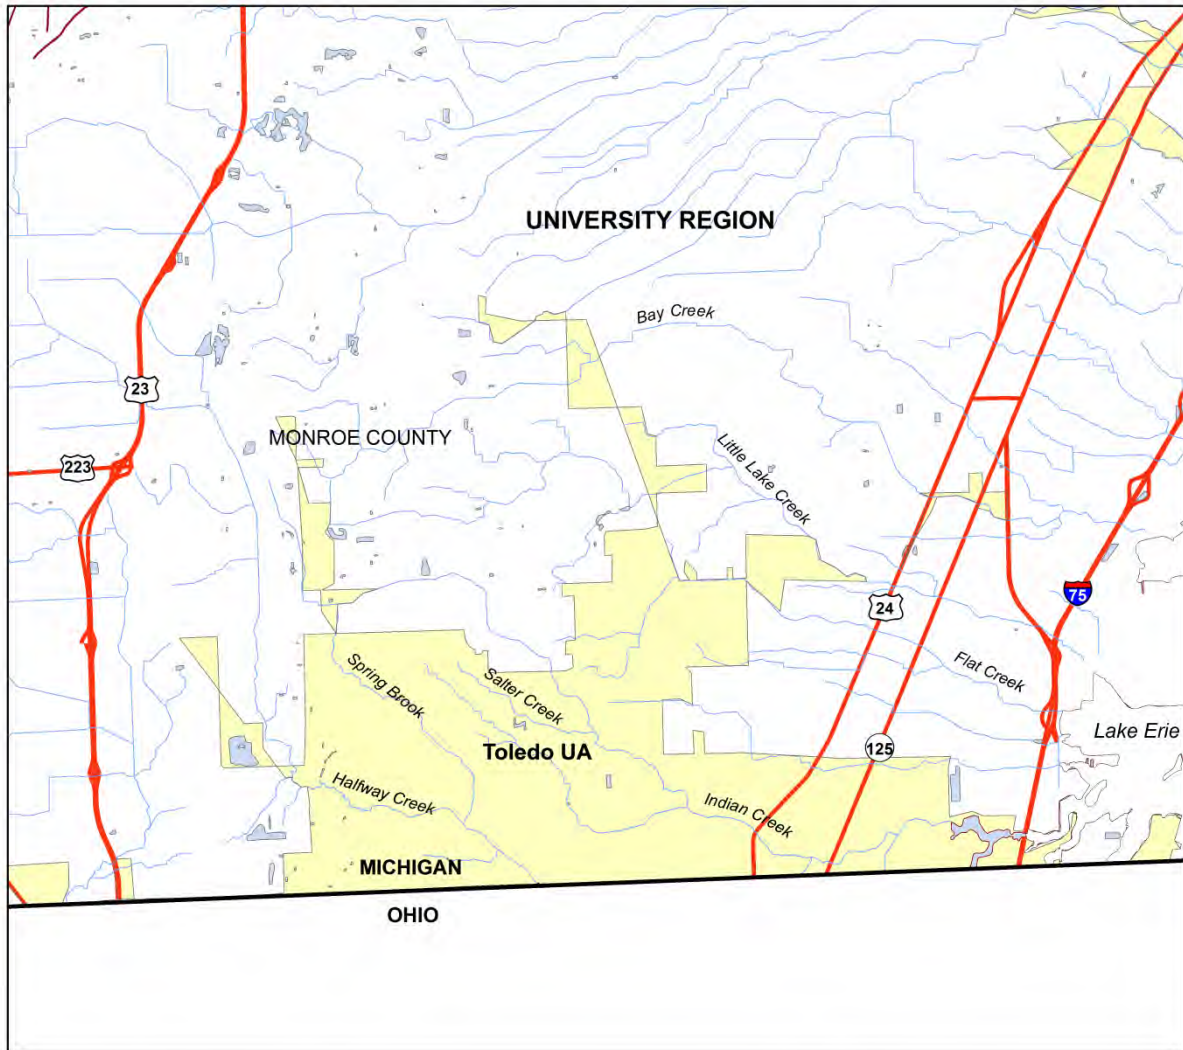 UNIVERSITY REGION
Bay Creek
23
MONROE COUNTY
223
Little Lake Creek
75
24
Flat Creek
Spring Brook
Salter Creek
Lake Erie
125
Toledo UA
Halfway Creek
Indian Creek
MICHIGAN
OHIO